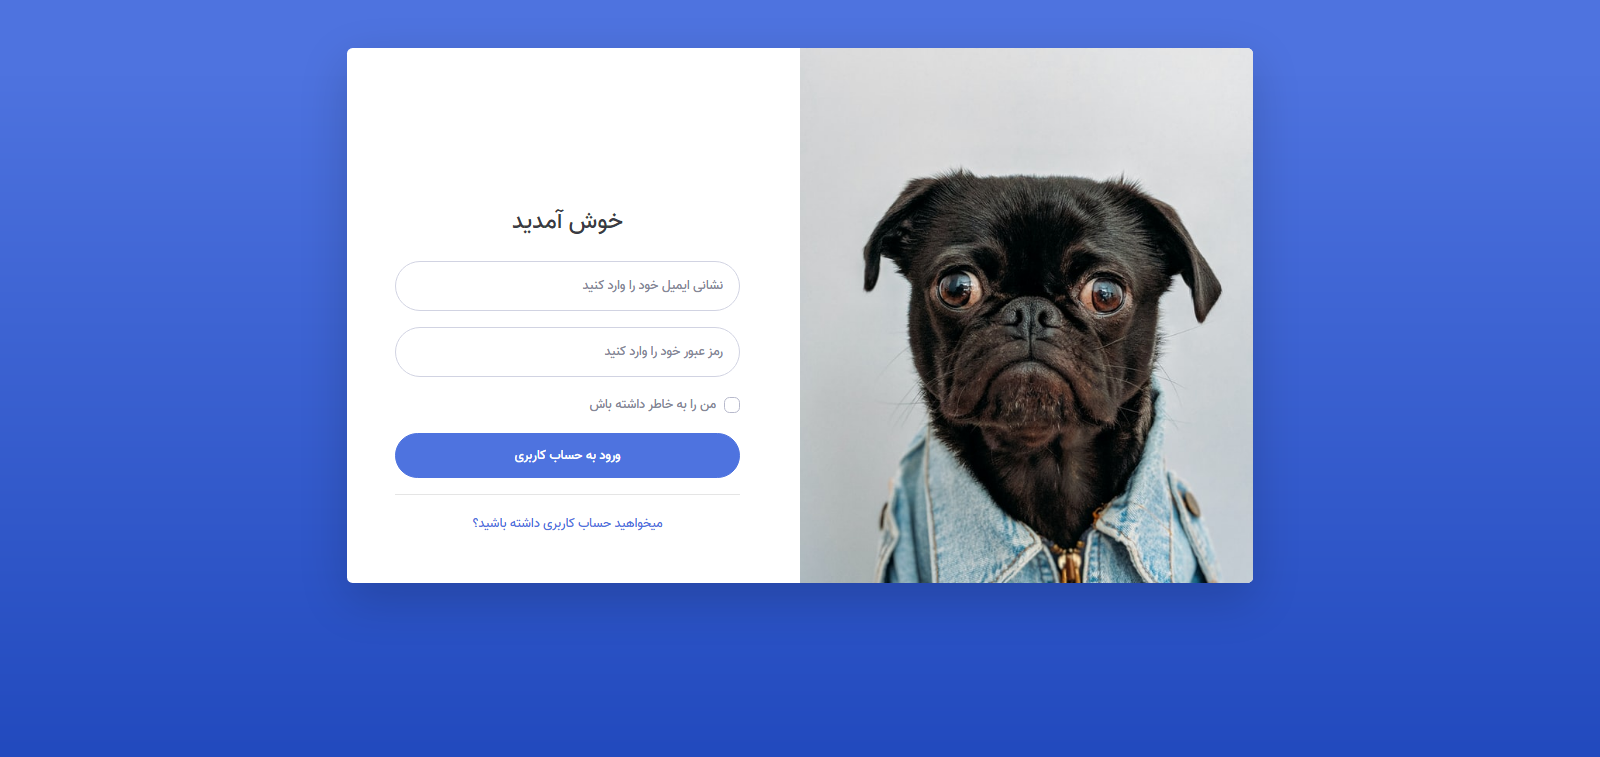 خوش آمدید
نشانی ایمیل خود را وارد کنید
رمز عبور خود را وارد کنید
من را به خاطر داشته باش
ورود به حساب کاربری
میخواهید حساب کاربری داشته باشید؟